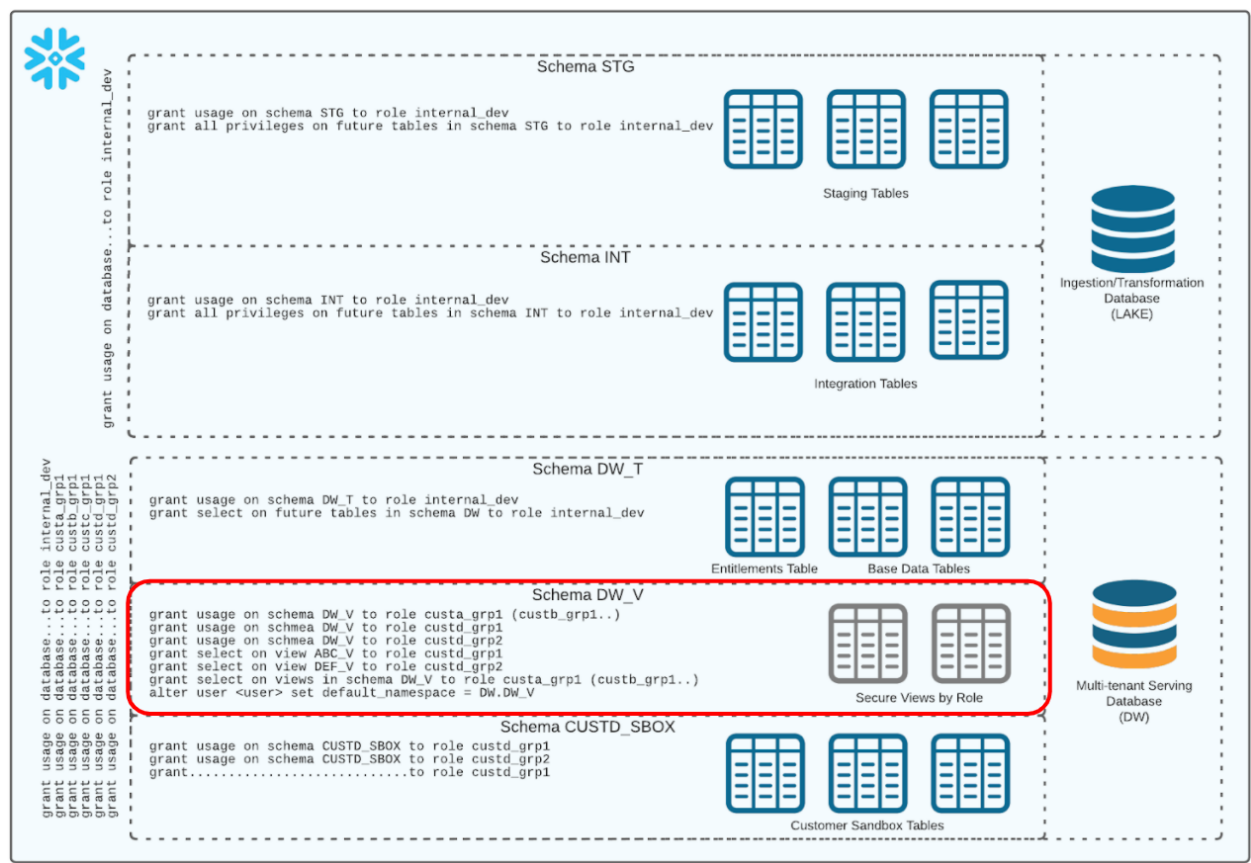 grant usage on database...to role internal_dev
Schema STG
grant usage on schema STG to role internal_dev
grant all privileges on future tables in schema STG to role internal_dev
Staging Tables
Schema INT
grant usage on schema INT to role internal_dev
grant all privileges on future tables in schema INT to role internal_dev
Integration Tables
Ingestion/Transformation
Database
(LAKE)
grant usage on database...to role internal_dev
grant usage on database...to role custa_grp1
grant usage on database...to role custb_grp1
grant usage on database...to role custc_grp1
grant usage on database...to role custd_grp1
grant usage on database...to role custd_grp2
Schema DW_T
grant usage on schema DW_T to role internal_dev
grant select on future tables in schema DW to role internal_dev
Entitlements Table
Base Data Tables
Schema DW_V
grant usage on schema DW_V to role custa_grp1 (custb_grp1..)
grant usage on schmea DW_V to role custd_grp1
grant usage on schmea DW_V to role custd_grp2
grant select on view ABC_V to role custd_grp1
grant select on view DEF_V to role custd_grp2
grant select on views in schema DW_V to role custa_grp1 (custb_grp1..)
alter user <user> set default_namespace = DW.DW_V
Secure Views by Role
Multi-tenant Serving
Database
(DW)
Schema CUSTD_SBOX
grant usage on schema CUSTD_SBOX to role custd_grp1
grant usage on schema CUSTD_SBOX to role custd_grp2
grant............................to role custd_grp1
Customer Sandbox Tables